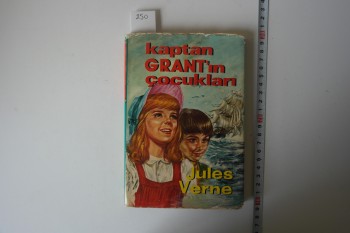 250
kaptan
GRANT'ın
çocukları
Jules
Verne